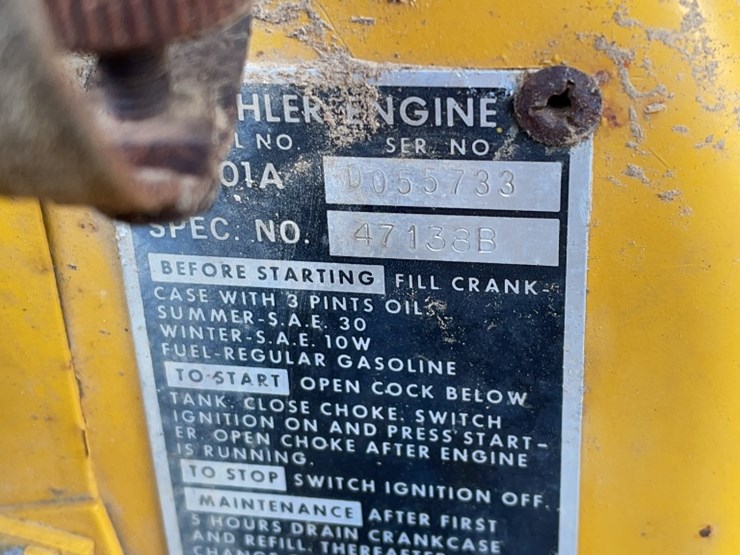 HLER ENGINE
L NO. SER. NO.
01A D055733
SPEC. NO. 47138B
BEFORE STARTING FILL CRANK-
CASE WITH 3 PINTS OIL.
SUMMER-S.A.E. 30
WINTER-S.A.E. 10W
FUEL-REGULAR GASOLINE
TO START OPEN COCK BELOW
TANK. CLOSE CHOKE. SWITCH
IGNITION ON AND PRESS START-
ER. OPEN CHOKE AFTER ENGINE
IS RUNNING.
TO STOP SWITCH IGNITION OFF.
MAINTENANCE AFTER FIRST
5 HOURS DRAIN CRANKCASE
AND REFILL. THEREAFTER
CHANGE